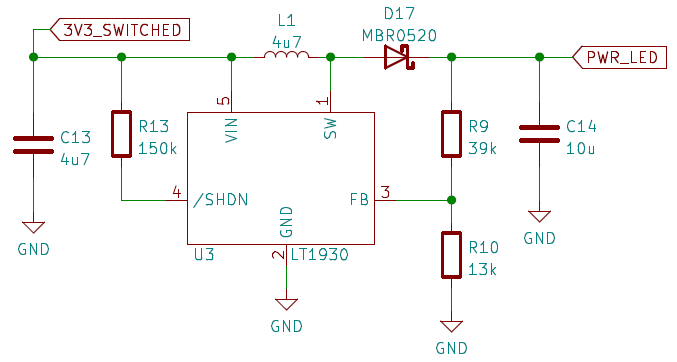 L1
4u7
D17
MBR0520
3V3_SWITCHED
PWR_LED
C13
4u7
R13
150k
5
VIN
1
SW
R9
39k
C14
10u
4
/SHDN
FB
3
GND
2
U3
LT1930
R10
13k
GND
GND
GND
GND